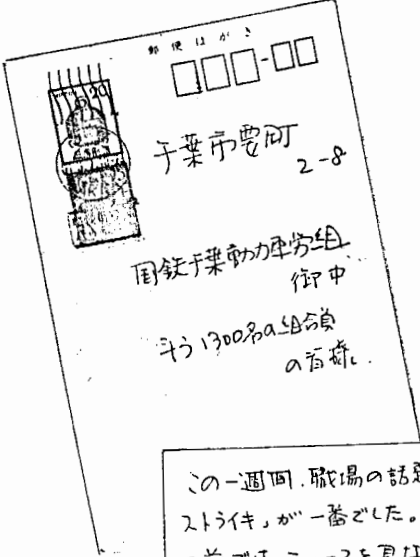 郵便はがき
20
千葉市要町
2-8
国鉄千葉動力車労組
御中
斗う1300名の組合員
の皆様。
この一週間、職場の話題
ストライキ」が一番でした。